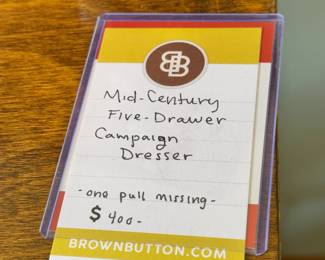 BB
Mid-Century
Five-Drawer
Campaign
Dresser
-one pull missing-
$400-
BROWNBUTTON.COM